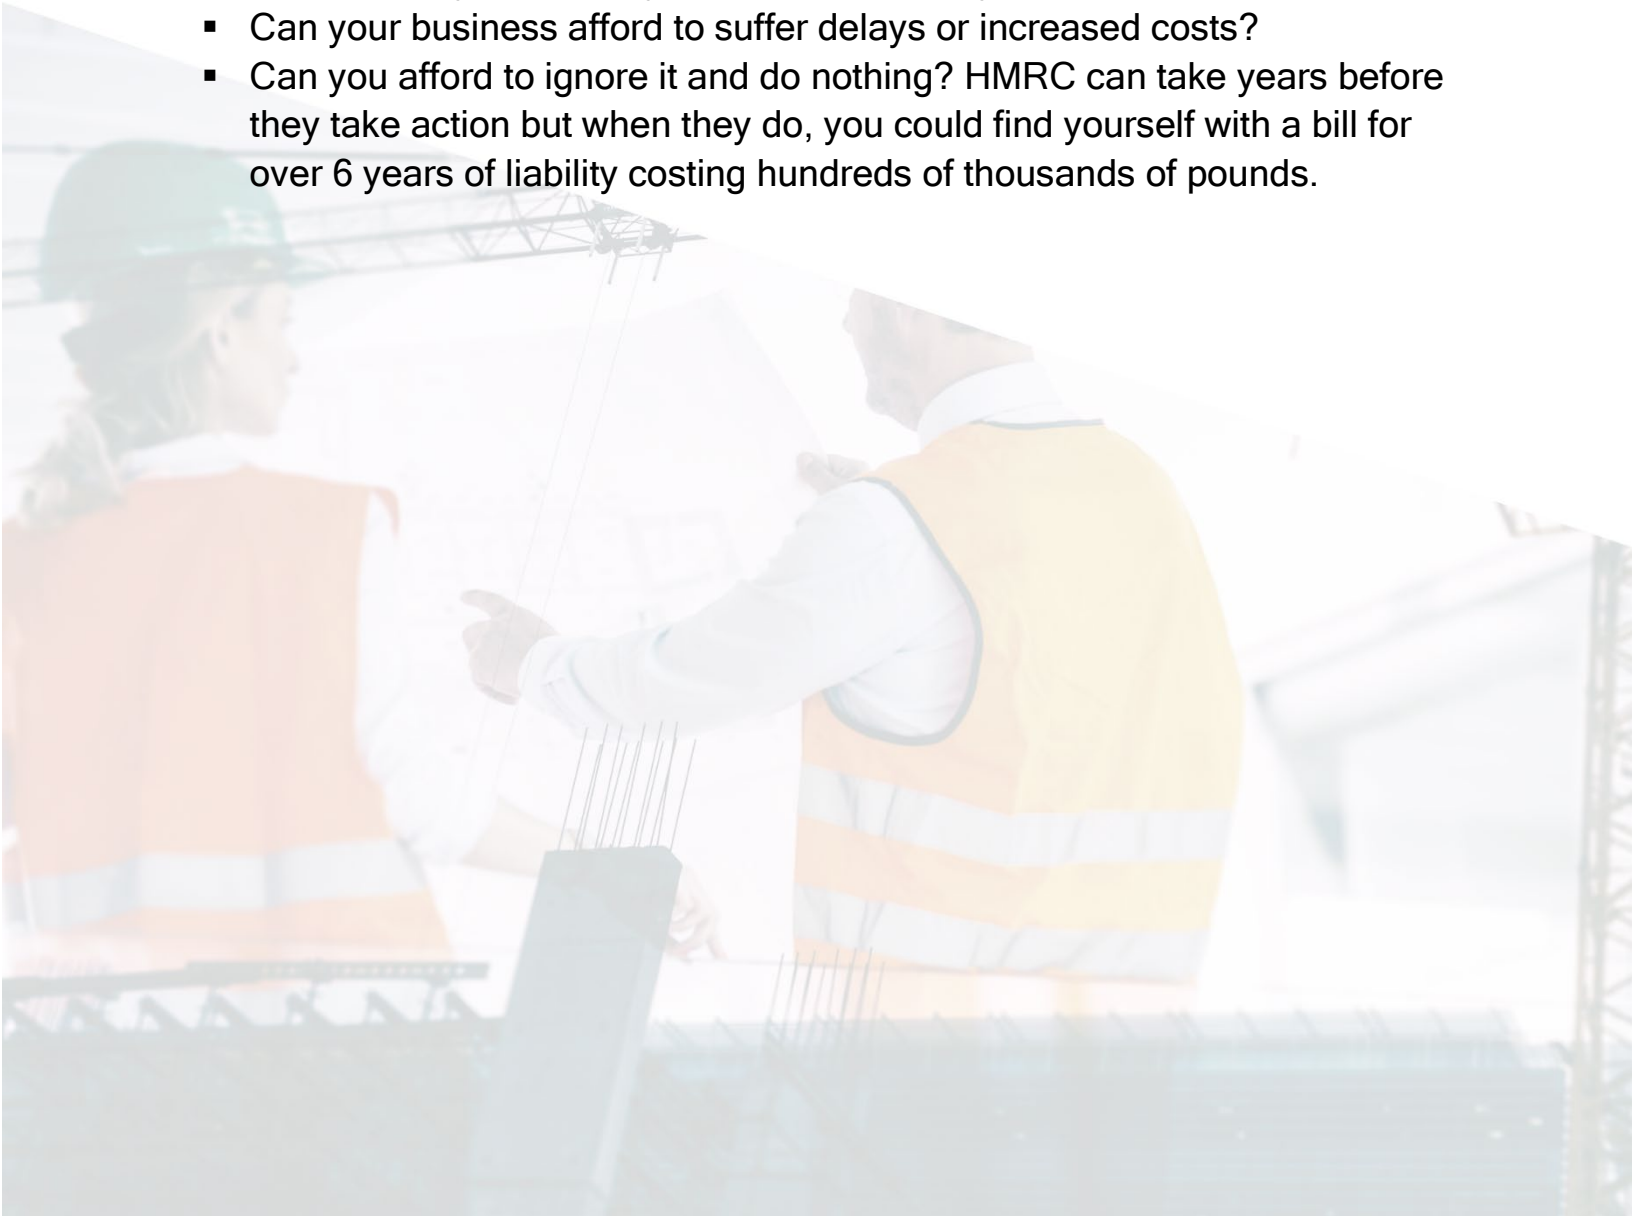 ▪ Can your business afford to suffer delays or increased costs?
▪ Can you afford to ignore it and do nothing? HMRC can take years before
they take action but when they do, you could find yourself with a bill for
over 6 years of liability costing hundreds of thousands of pounds.